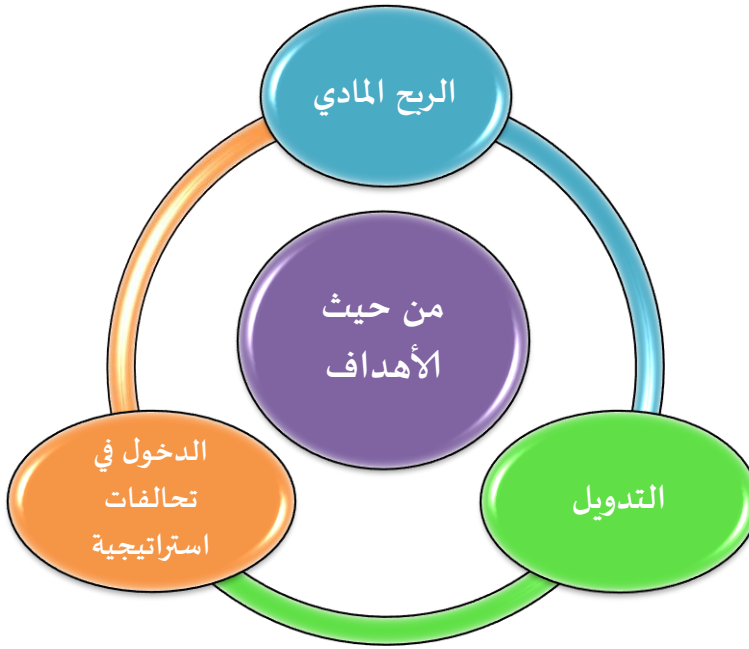 الربح المادي
من حيث
الأهداف
الدخول في
تحالفات
استراتيجية
التدويل